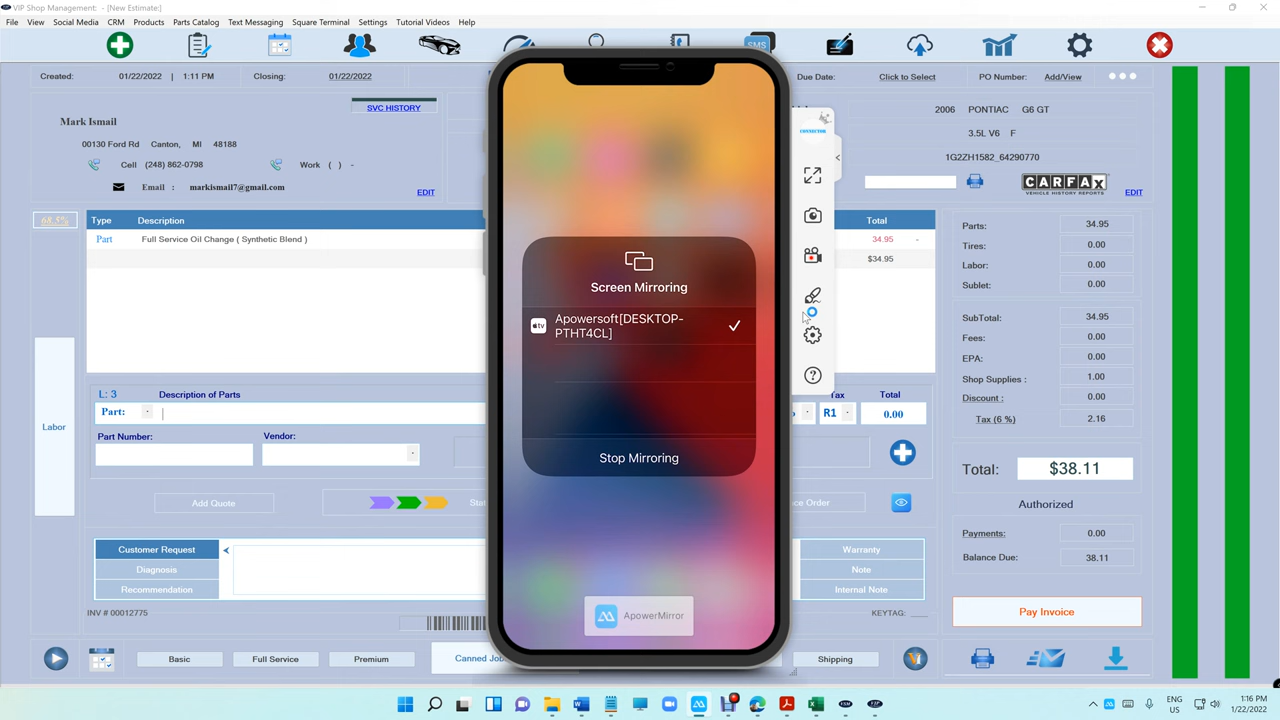 VIP Shop Management: - [New Estimate:]
File View Social Media CRM Products Parts Catalog Text Messaging Square Terminal Settings Tutorial Videos Help
SMS
Created: 01/22/2022 | 1:11 PM Closing: 01/22/2022
Due Date: Click to Select PO Number: Add/View
SVC HISTORY
Mark Ismail
00130 Ford Rd Canton, MI 48188
Cell (248) 862-0798 Work ( ) -
Email : markismail7@gmail.com
EDIT
2006 PONTIAC G6 GT
3.5L V6 F
1G2ZH1582_64290770
CARFAX
VEHICLE HISTORY REPORTS
EDIT
CONNECTOR
68.5%
Type Description Total
Part Full Service Oil Change ( Synthetic Blend ) 34.95 -
$34.95
Parts: 34.95
Tires: 0.00
Labor: 0.00
Sublet: 0.00
SubTotal: 34.95
Fees: 0.00
EPA: 0.00
Shop Supplies : 1.00
Discount : 0.00
Tax (6 %) 2.16
Total: $38.11
Authorized
Payments: 0.00
Balance Due: 38.11
Pay Invoice
Screen Mirroring
tv Apowersoft[DESKTOP-
PTHT4CL]
Stop Mirroring
ApowerMirror
Labor
L: 3 Description of Parts Tax Total
Part: R1 0.00
Part Number: Vendor:
Add Quote
Customer Request
Diagnosis
Recommendation
Warranty
Note
Internal Note
INV # 00012775 KEYTAG:
Basic Full Service Premium Shipping
ENG
US
1:16 PM
1/22/2022